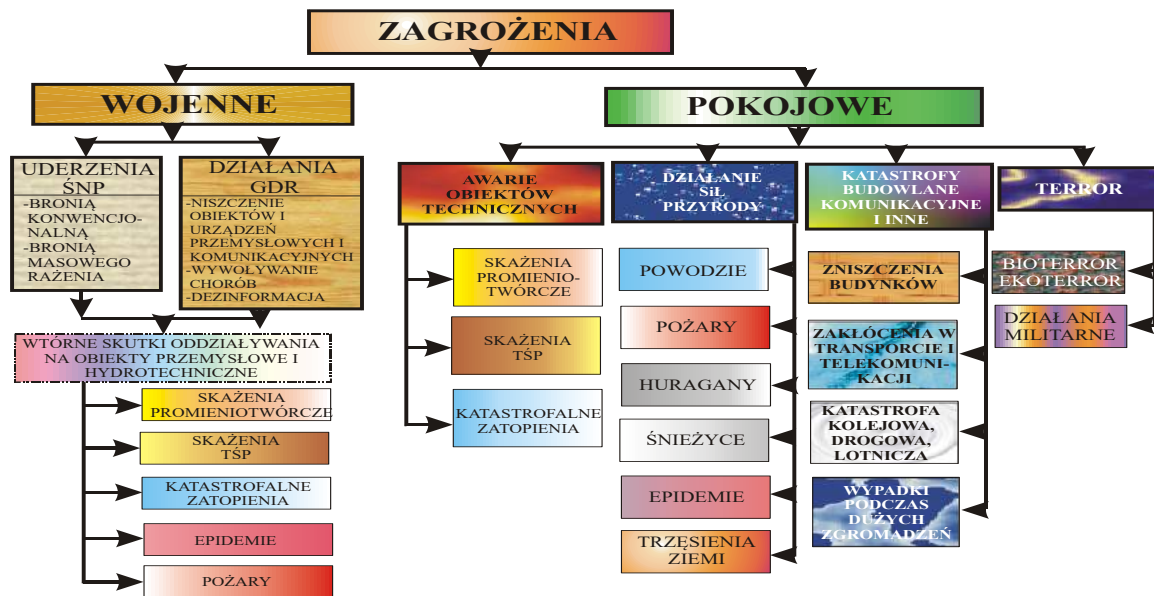 ZAGROŻENIA
WOJENNE
POKOJOWE
UDERZENIA
ŚNP
-BRONIĄ
KONWENCJO-
NALNĄ
-BRONIĄ
MASOWEGO
RAŻENIA
DZIAŁANIA
GDR
-NISZCZENIE
OBIEKTÓW I
URZĄDZEŃ
PRZEMYSŁOWYCH I
KOMUNIKACYJNYCH
-WYWOŁYWANIE
CHORÓB
-DEZINFORMACJA
WTÓRNE SKUTKI ODDZIAŁYWANIA
NA OBIEKTY PRZEMYSŁOWE I
HYDROTECHNICZNE
SKAŻENIA
PROMIENIOTWÓRCZE
SKAŻENIA
TŚP
KATASTROFALNE
ZATOPIENIA
EPIDEMIE
POŻARY
AWARIE
OBIEKTÓW
TECHNICZNYCH
SKAŻENIA
PROMIENIO-
TWÓRCZE
SKAŻENIA
TŚP
KATASTROFALNE
ZATOPIENIA
DZIAŁANIE
SiŁ
PRZYRODY
POWODZIE
POŻARY
HURAGANY
ŚNIEŻYCE
EPIDEMIE
TRZĘSIENIA
ZIEMI
KATASTROFY
BUDOWLANE
KOMUNIKACYJNE
I INNE
ZNISZCZENIA
BUDYNKÓW
ZAKŁÓCENIA W
TRANSPORCIE I
TELEKOMUNI-
KACJI
KATASTROFA
KOLEJOWA,
DROGOWA,
LOTNICZA
WYPADKI
PODCZAS
DUŻYCH
ZGROMADZEŃ
TERROR
BIOTERROR
EKOTERROR
DZIAŁANIA
MILITARNE